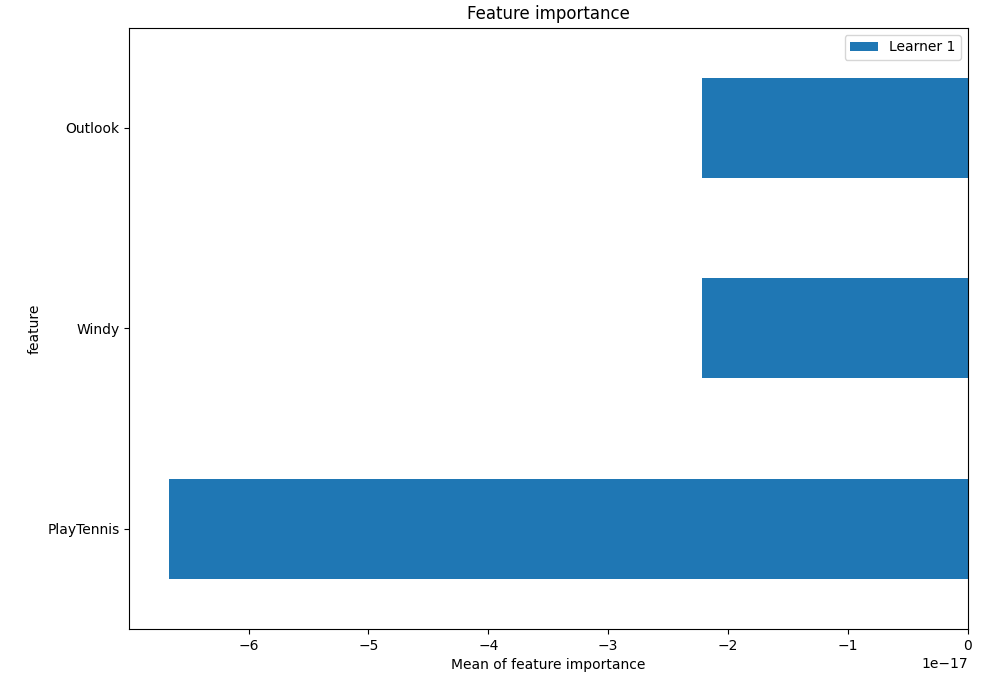 Feature importance
Learner 1
Outlook
Windy
PlayTennis
feature
−6 −5 −4 −3 −2 −1 0
1e−17
Mean of feature importance